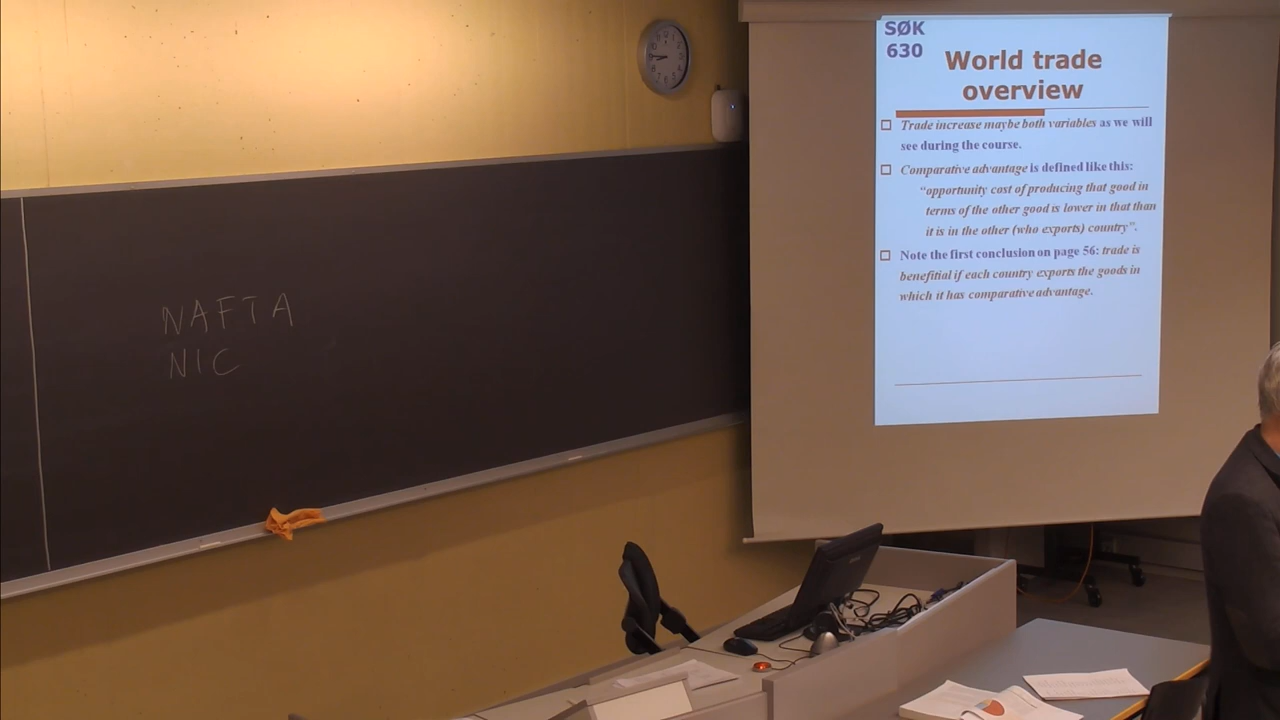 NAFTA
NIC
SØK
630
World trade
overview
Trade increase maybe both variables as we will
see during the course.
Comparative advantage is defined like this:
“opportunity cost of producing that good in
terms of the other good is lower in that than
it is in the other (who exports) country”.
Note the first conclusion on page 56: trade is
benefitial if each country exports the goods in
which it has comparative advantage.